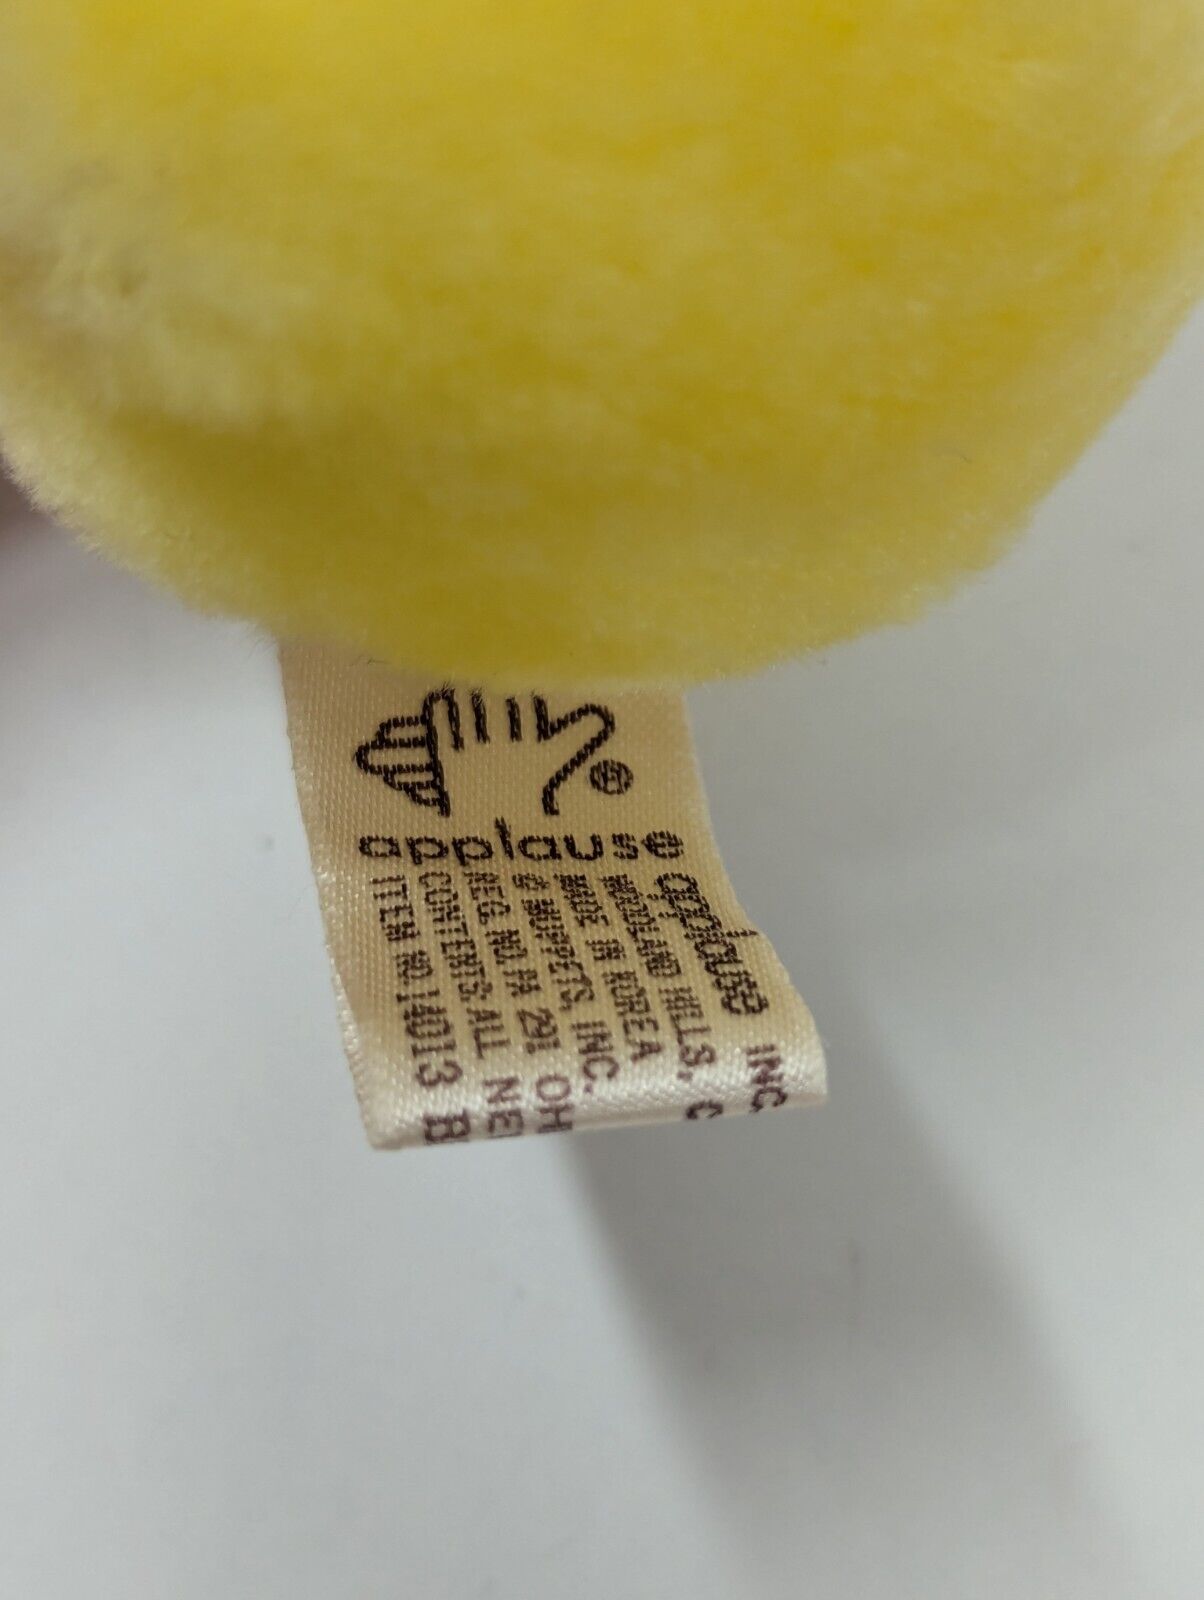 ®
applause
applause INC.
WOODLAND HILLS, C
MADE IN KOREA
© MUPPETS, INC.
REG. NO. PA 291 OH
CONTENTS: ALL NE
ITEM NO. 14013 B